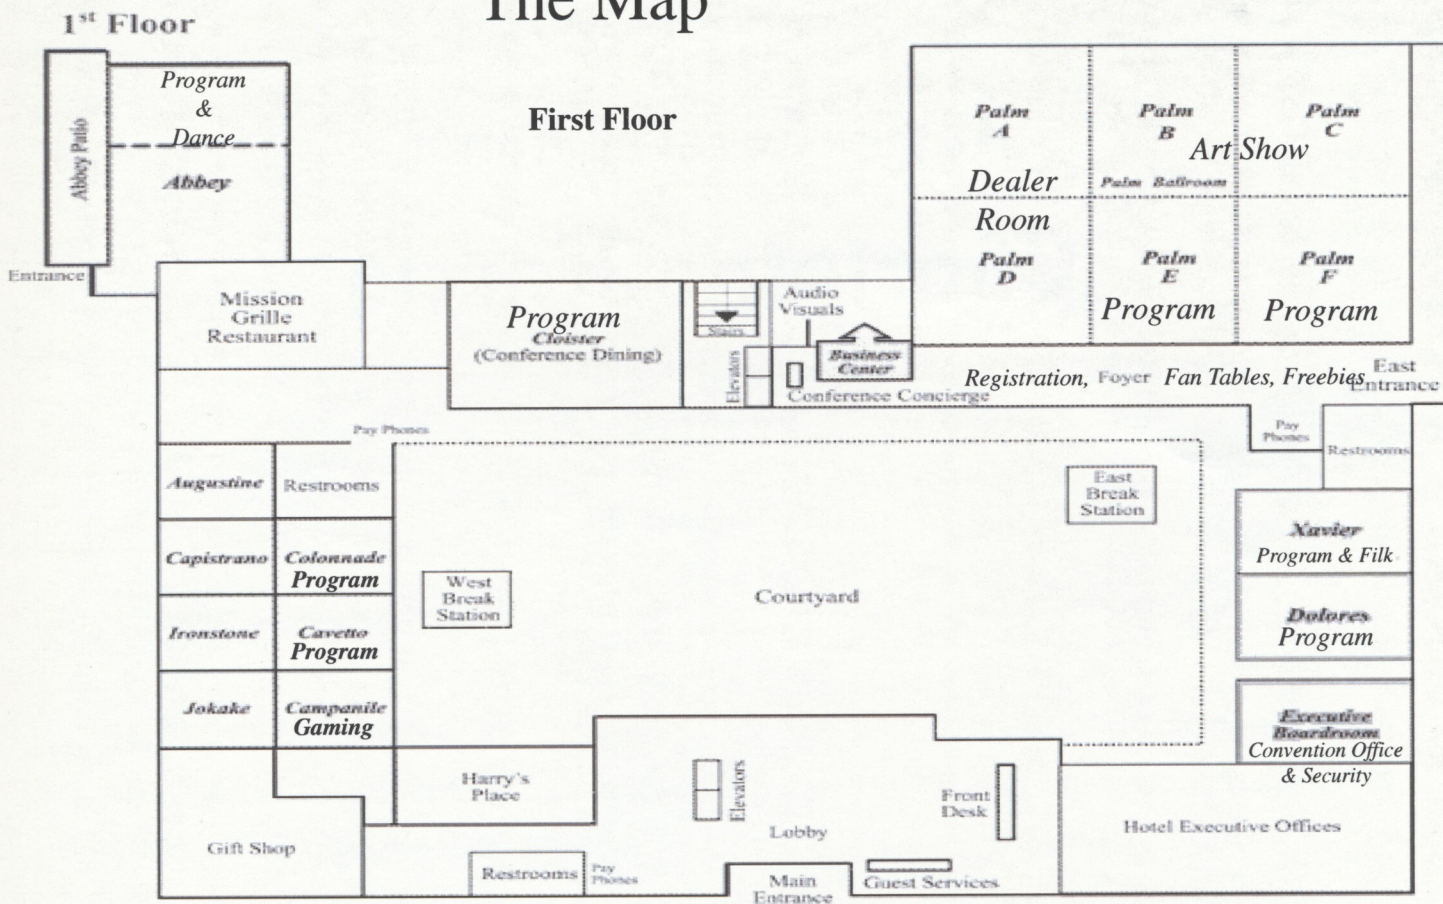 The Map
1st Floor
First Floor
Program
&
Dance
Abbey
Abbey Patio
Entrance
Mission
Grille
Restaurant
Program
Cloister
(Conference Dining)
Stairs
Elevators
Audio
Visuals
Business
Center
Conference Concierge
Palm
A
Palm
B
Palm
C
Art Show
Dealer
Room
Palm Ballroom
Palm
D
Palm
E
Program
Palm
F
Program
Registration, Foyer Fan Tables, Freebies
East
Entrance
Pay Phones
Pay
Phones
Restrooms
Augustine
Restrooms
Capistrano
Colonnade
Program
Ironstone
Cavetto
Program
Jokake
Campanile
Gaming
West
Break
Station
Courtyard
East
Break
Station
Xavier
Program & Filk
Dolores
Program
Executive
Boardroom
Convention Office
& Security
Harry's
Place
Elevators
Lobby
Front
Desk
Hotel Executive Offices
Gift Shop
Restrooms
Pay
Phones
Main
Entrance
Guest Services